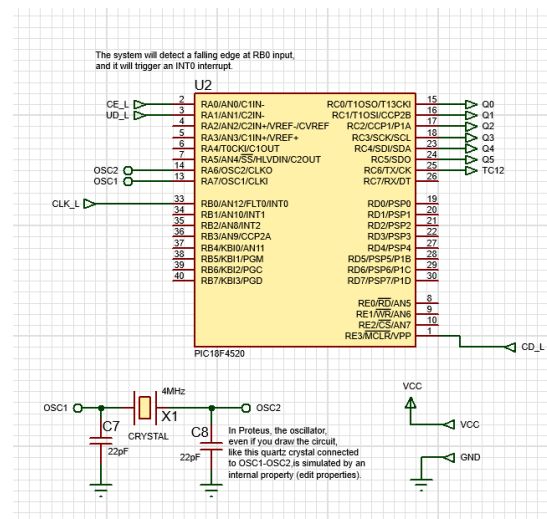 The system will detect a falling edge at RB0 input,
and it will trigger an INT0 interrupt.
U2
CE_L 2 RA0/AN0/C1IN- RC0/T1OSO/T13CKI 15 Q0
UD_L 3 RA1/AN1/C2IN- RC1/T1OSI/CCP2B 16 Q1
4 RA2/AN2/C2IN+/VREF-/CVREF RC2/CCP1/P1A 17 Q2
5 RA3/AN3/C1IN+/VREF+ RC3/SCK/SCL 18 Q3
6 RA4/T0CKI/C1OUT RC4/SDI/SDA 23 Q4
7 RA5/AN4/SS/HLVDIN/C2OUT RC5/SDO 24 Q5
OSC2 14 RA6/OSC2/CLKO RC6/TX/CK 25 TC12
OSC1 13 RA7/OSC1/CLKI RC7/RX/DT 26
CLK_L 33 RB0/AN12/FLT0/INT0 RD0/PSP0 19
34 RB1/AN10/INT1 RD1/PSP1 20
35 RB2/AN8/INT2 RD2/PSP2 21
36 RB3/AN9/CCP2A RD3/PSP3 22
37 RB4/KBI0/AN11 RD4/PSP4 27
38 RB5/KBI1/PGM RD5/PSP5/P1B 28
39 RB6/KBI2/PGC RD6/PSP6/P1C 29
40 RB7/KBI3/PGD RD7/PSP7/P1D 30
RE0/RD/AN5 8
RE1/WR/AN6 9
RE2/CS/AN7 10
RE3/MCLR/VPP 1
CD_L
PIC18F4520
4MHz
OSC1 X1 OSC2
CRYSTAL
C7
22pF
C8
22pF
In Proteus, the oscillator,
even if you draw the circuit,
like this quartz crystal connected
to OSC1-OSC2,is simulated by an
internal property (edit properties).
VCC
VCC
GND